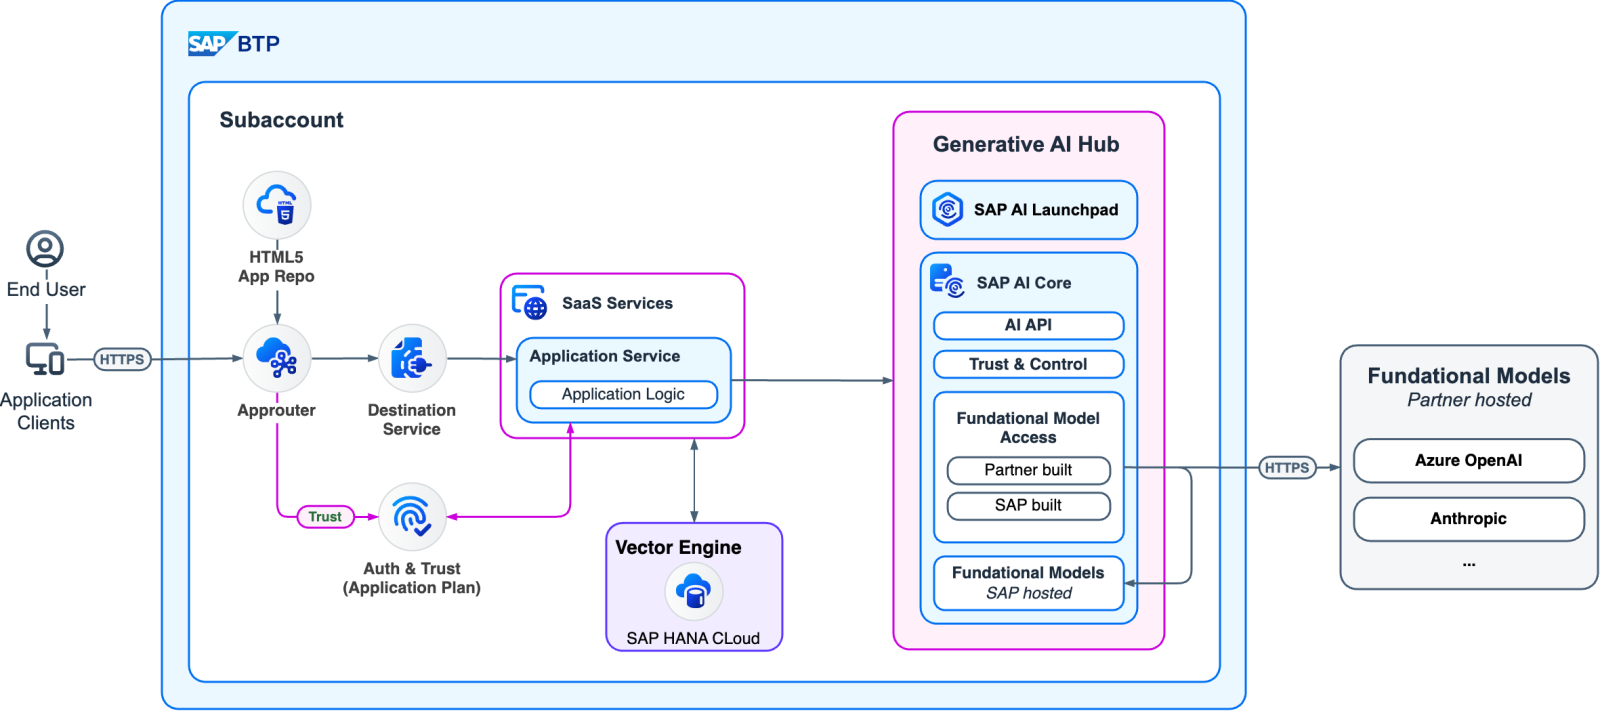 SAP BTP
Subaccount
HTML
5
HTML5
App Repo
End User
Application
Clients
HTTPS
Approuter
Destination
Service
Trust
Auth & Trust
(Application Plan)
SaaS Services
Application Service
Application Logic
Vector Engine
SAP HANA CLoud
Generative AI Hub
SAP AI Launchpad
SAP AI Core
AI API
Trust & Control
Fundational Model
Access
Partner built
SAP built
Fundational Models
SAP hosted
HTTPS
Fundational Models
Partner hosted
Azure OpenAI
Anthropic
...